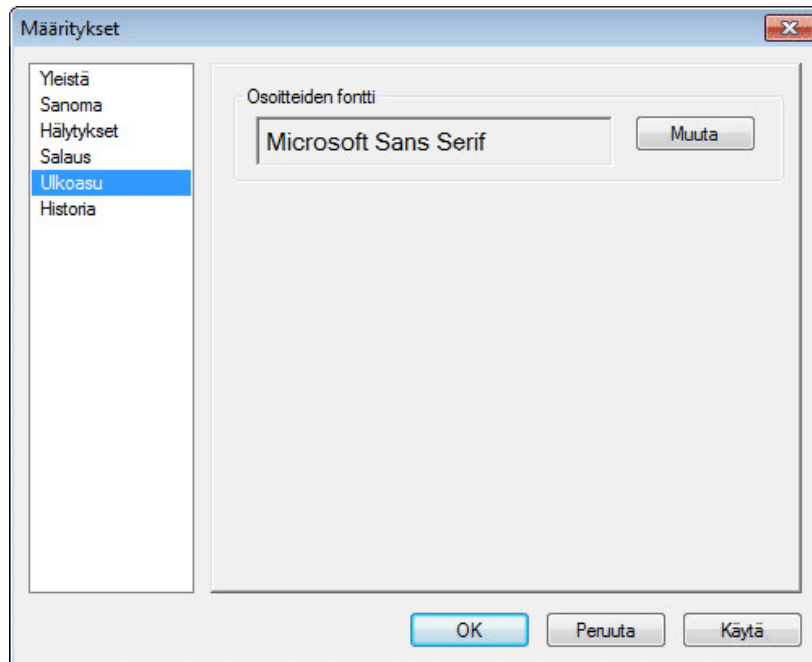 Määritykset
Yleistä
Sanoma
Hälytykset
Salaus
Ulkoasu
Historia
Osoitteiden fontti
Microsoft Sans Serif
Muuta
OK
Peruuta
Käytä